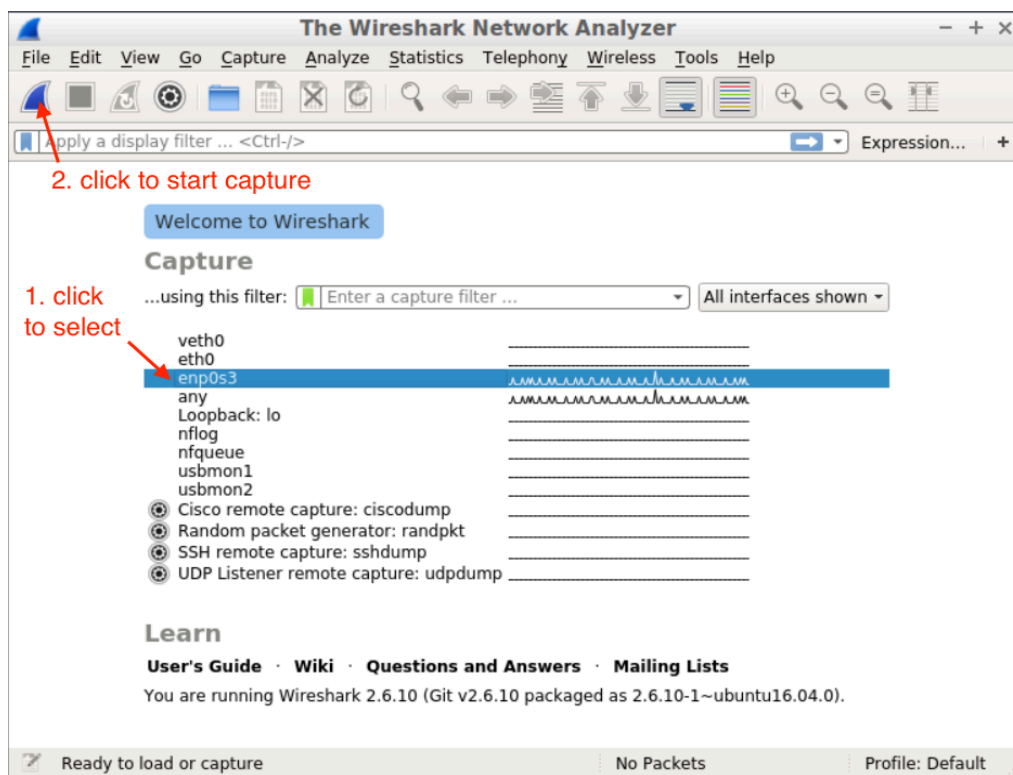 The Wireshark Network Analyzer
File Edit View Go Capture Analyze Statistics Telephony Wireless Tools Help
Apply a display filter ... <Ctrl-/>
Expression...
+
2. click to start capture
Welcome to Wireshark
Capture
1. click
to select
...using this filter:
Enter a capture filter ...
All interfaces shown
veth0
eth0
enp0s3
any
Loopback: lo
nflog
nfqueue
usbmon1
usbmon2
Cisco remote capture: ciscodump
Random packet generator: randpkt
SSH remote capture: sshdump
UDP Listener remote capture: udpdump
Learn
User's Guide · Wiki · Questions and Answers · Mailing Lists
You are running Wireshark 2.6.10 (Git v2.6.10 packaged as 2.6.10-1~ubuntu16.04.0).
Ready to load or capture
No Packets
Profile: Default